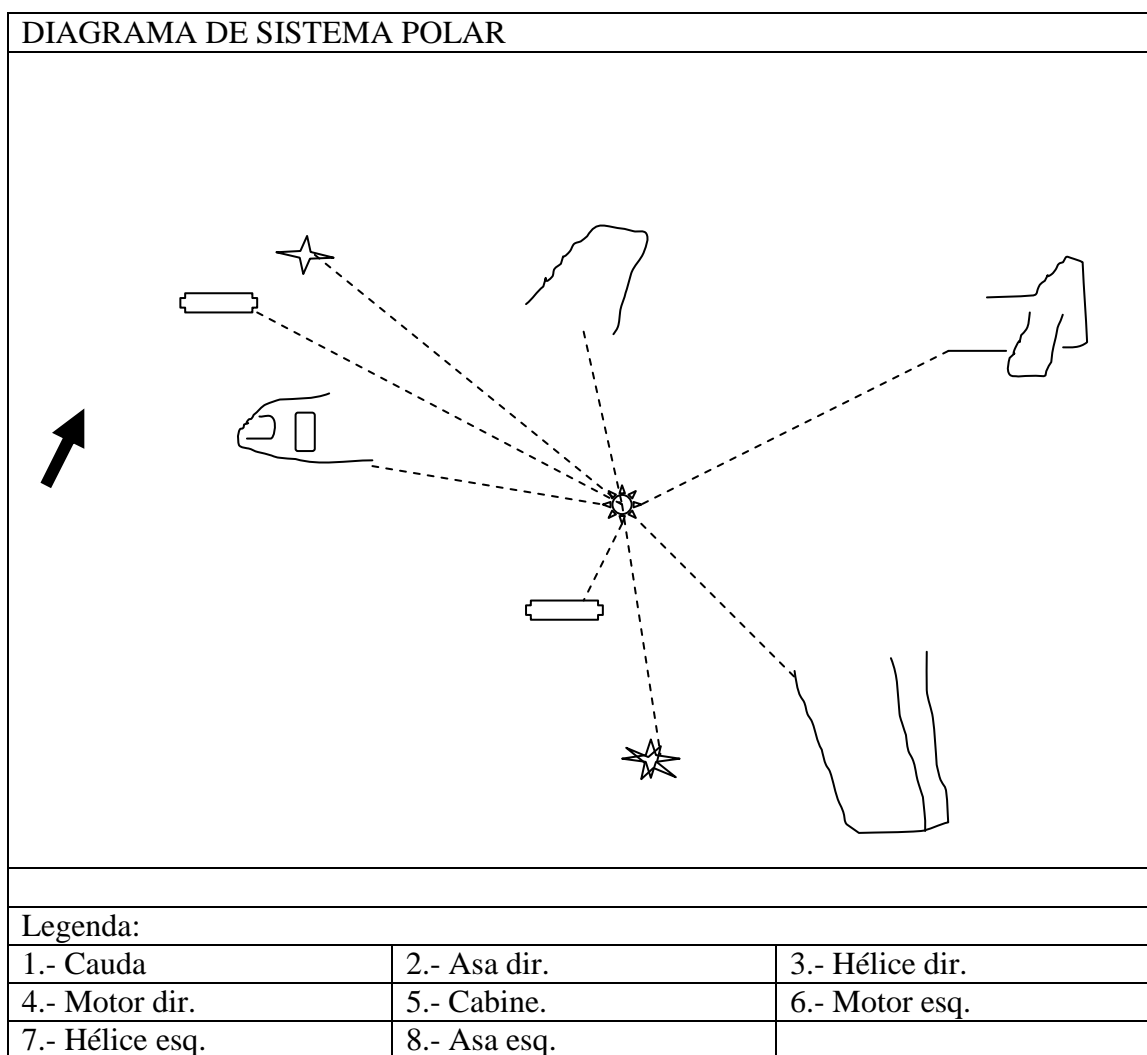 DIAGRAMA DE SISTEMA POLAR
Legenda:
1.- Cauda 2.- Asa dir. 3.- Hélice dir.
4.- Motor dir. 5.- Cabine. 6.- Motor esq.
7.- Hélice esq. 8.- Asa esq.